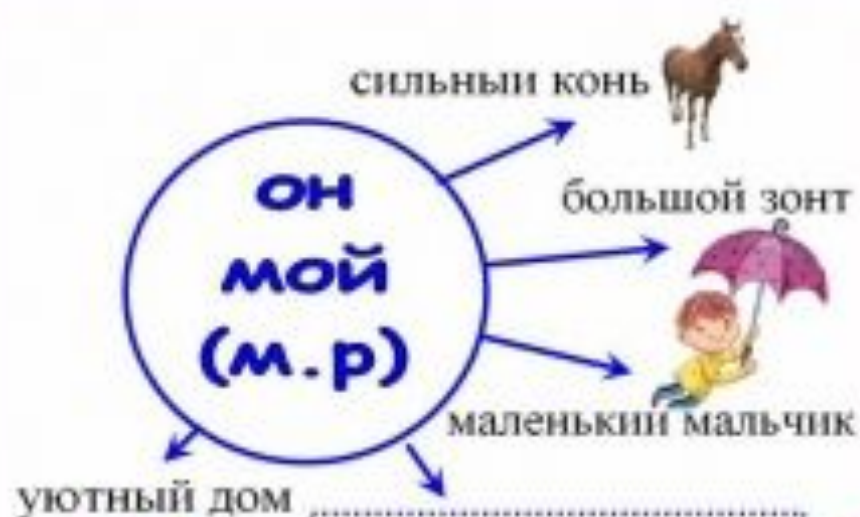 сильный конь
большой зонт
он
мой
(м.р)
маленький мальчик
уютный дом ................................